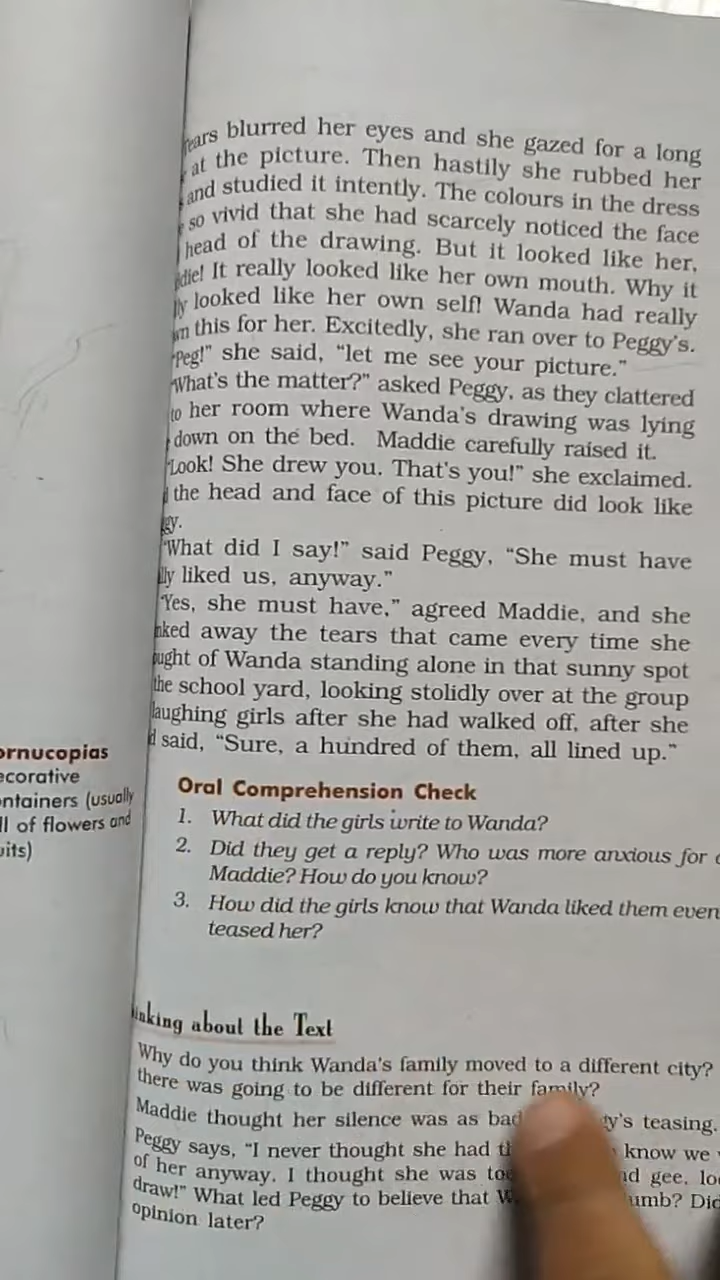 blurred her eyes and she gazed for a long
at the picture. Then hastily she rubbed her
and studied it intently. The colours in the dress
so vivid that she had scarcely noticed the face
head of the drawing. But it looked like her,
die! It really looked like her own mouth. Why it
looked like her own self! Wanda had really
this for her. Excitedly, she ran over to Peggy's.
“Peg!” she said, “let me see your picture.”
“What's the matter?” asked Peggy, as they clattered
to her room where Wanda's drawing was lying
down on the bed. Maddie carefully raised it.
“Look! She drew you. That's you!” she exclaimed.
the head and face of this picture did look like
gy.
“What did I say!” said Peggy, “She must have
lly liked us, anyway.”
“Yes, she must have,” agreed Maddie, and she
nked away the tears that came every time she
ught of Wanda standing alone in that sunny spot
the school yard, looking stolidly over at the group
laughing girls after she had walked off, after she
d said, “Sure, a hundred of them, all lined up.”
ornucopias
ecorative
ntainers (usually
ll of flowers and
uits)
Oral Comprehension Check
1. What did the girls write to Wanda?
2. Did they get a reply? Who was more anxious for
Maddie? How do you know?
3. How did the girls know that Wanda liked them even
teased her?
inking about the Text
Why do you think Wanda's family moved to a different city?
there was going to be different for their family?
Maddie thought her silence was as bad gy's teasing.
Peggy says, “I never thought she had know we
of her anyway. I thought she was gee, lo
draw!” What led Peggy to believe that umb? Did
opinion later?